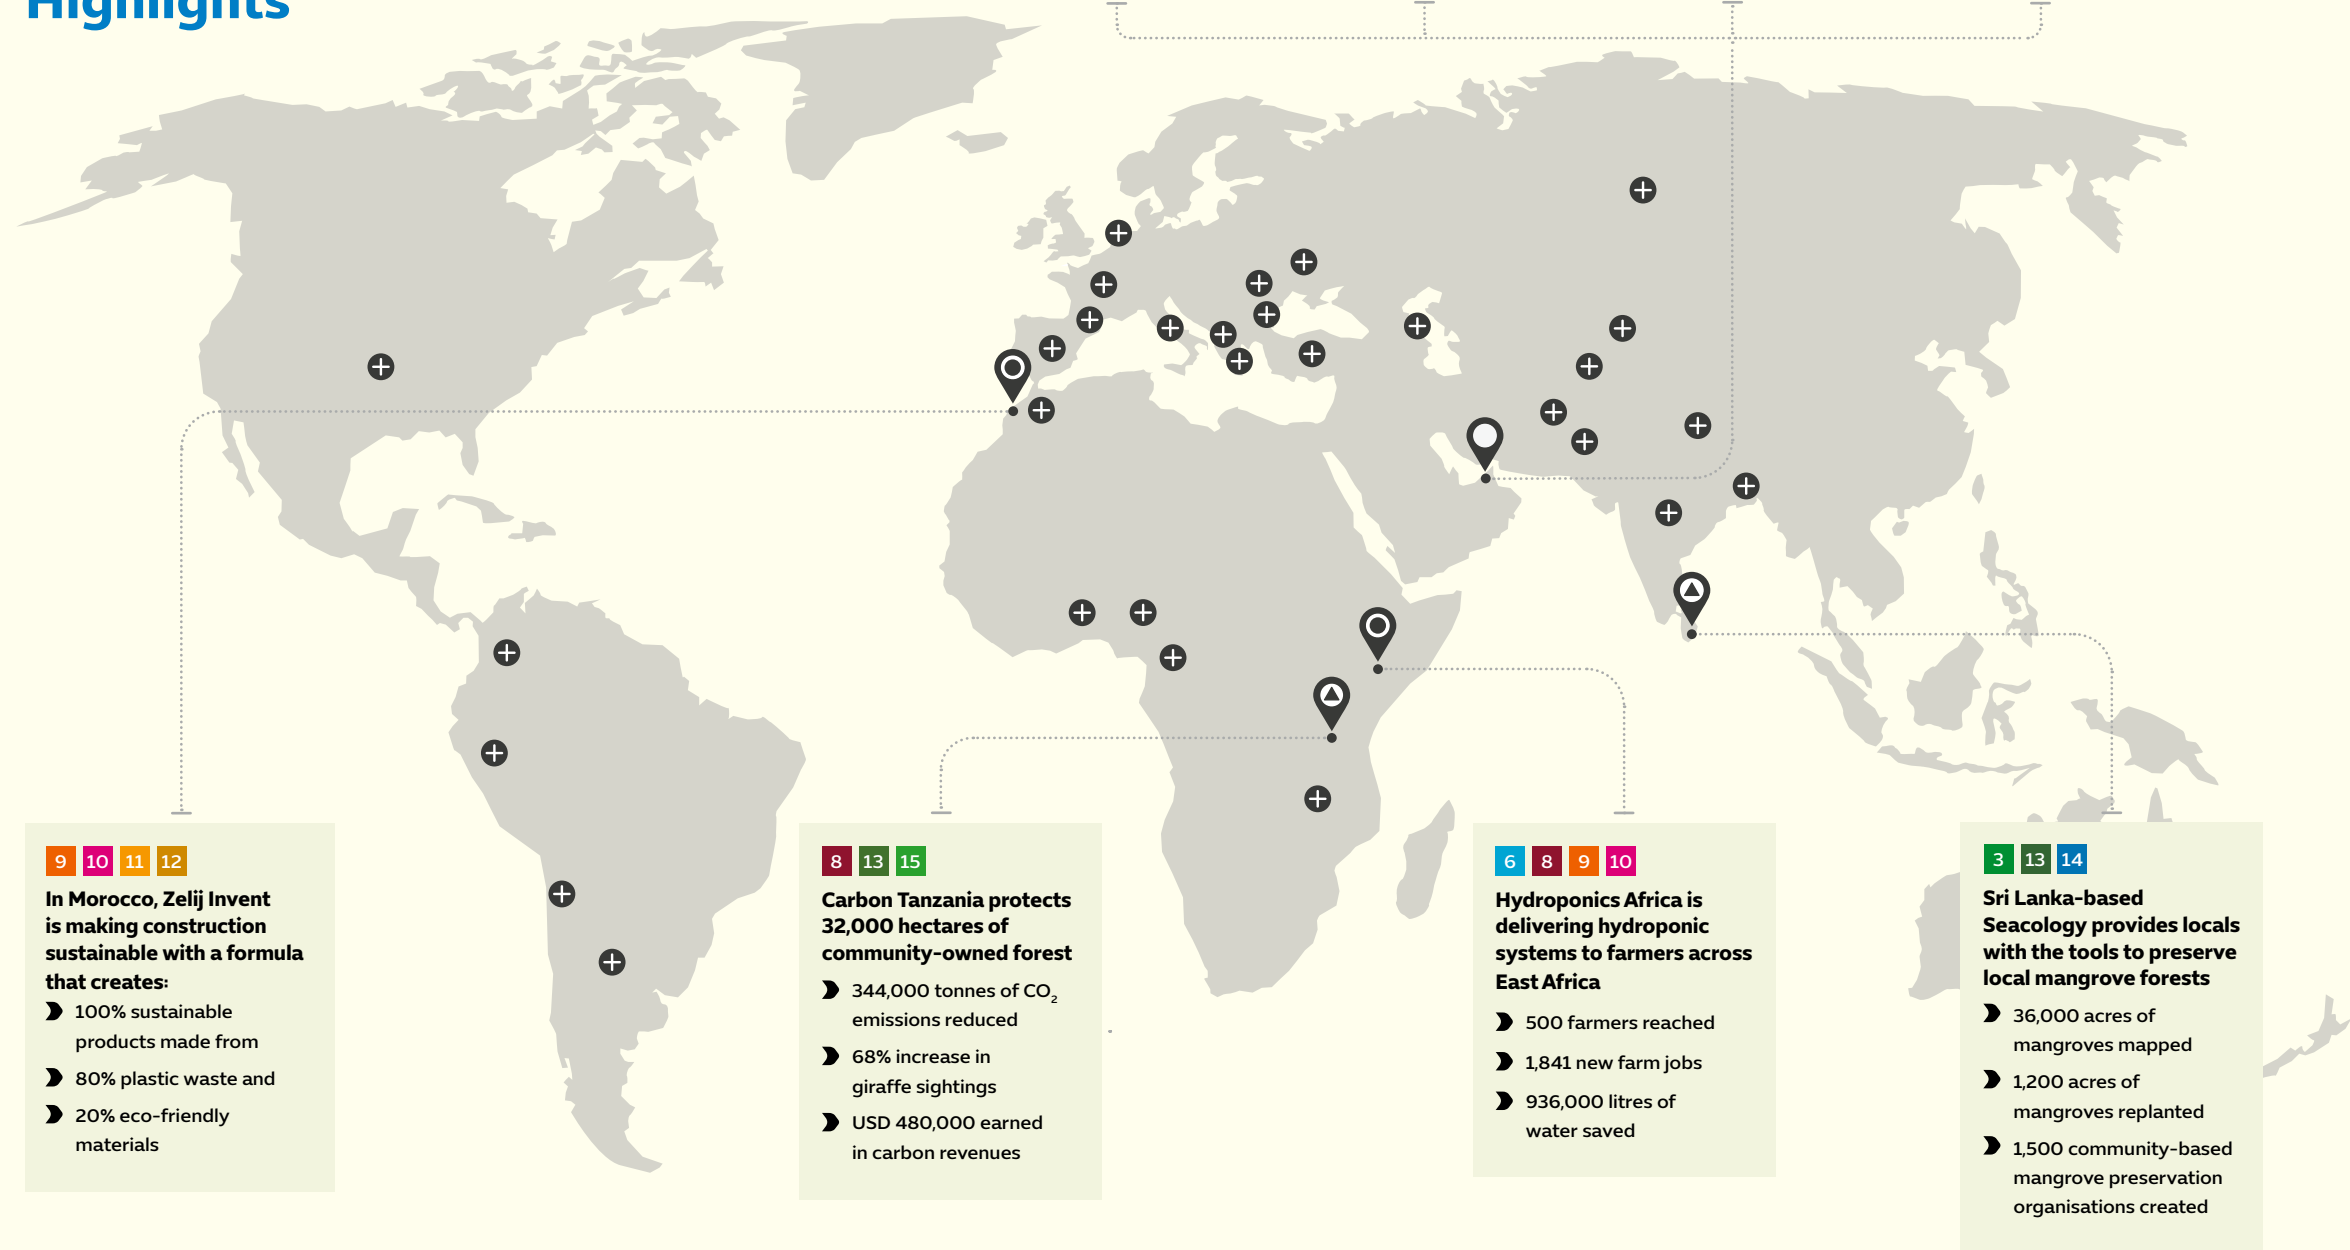 Highlights
9 10 11 12
In Morocco, Zelij Invent
is making construction
sustainable with a formula
that creates:
100% sustainable
products made from
80% plastic waste and
20% eco-friendly
materials
8 13 15
Carbon Tanzania protects
32,000 hectares of
community-owned forest
344,000 tonnes of CO₂
emissions reduced
68% increase in
giraffe sightings
USD 480,000 earned
in carbon revenues
6 8 9 10
Hydroponics Africa is
delivering hydroponic
systems to farmers across
East Africa
500 farmers reached
1,841 new farm jobs
936,000 litres of
water saved
3 13 14
Sri Lanka-based
Seacology provides locals
with the tools to preserve
local mangrove forests
36,000 acres of
mangroves mapped
1,200 acres of
mangroves replanted
1,500 community-based
mangrove preservation
organisations created